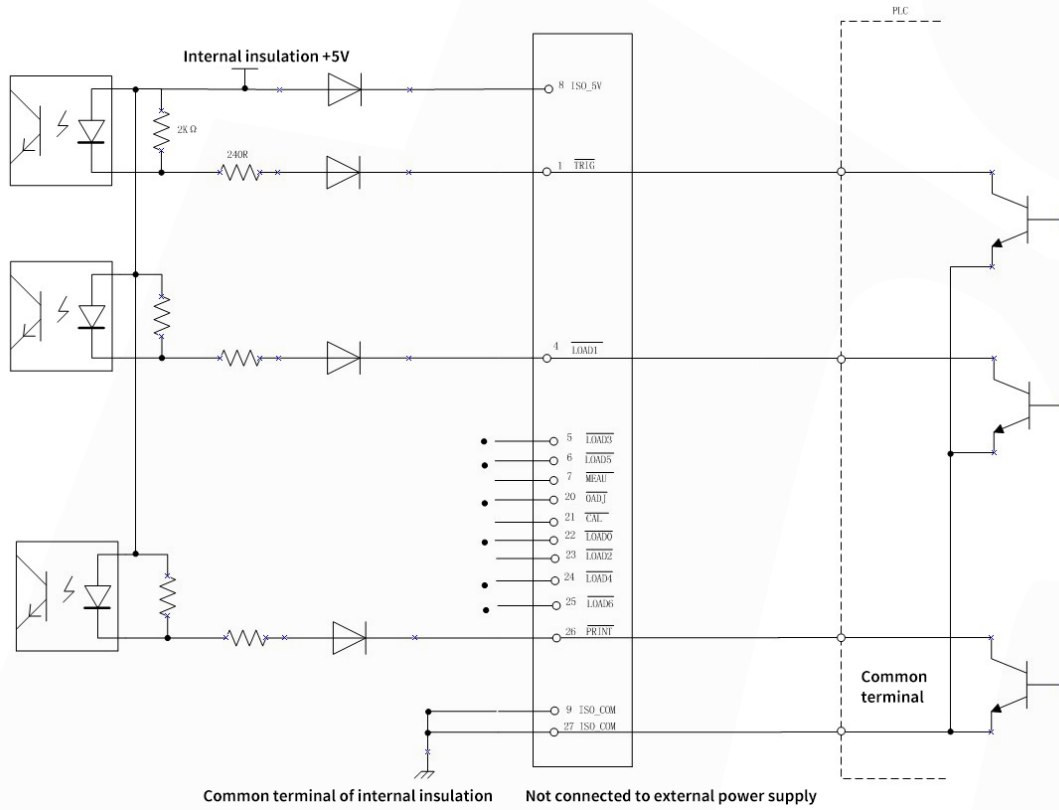 PLC
Internal insulation +5V
8 ISO_5V
2KΩ
240R
1 TRIG
4 LOAD1
5 LOAD3
6 LOAD5
7 MEAU
20 OADJ
21 CAL
22 LOAD0
23 LOAD2
24 LOAD4
25 LOAD6
26 PRINT
Common
terminal
9 ISO_COM
27 ISO_COM
Common terminal of internal insulation
Not connected to external power supply